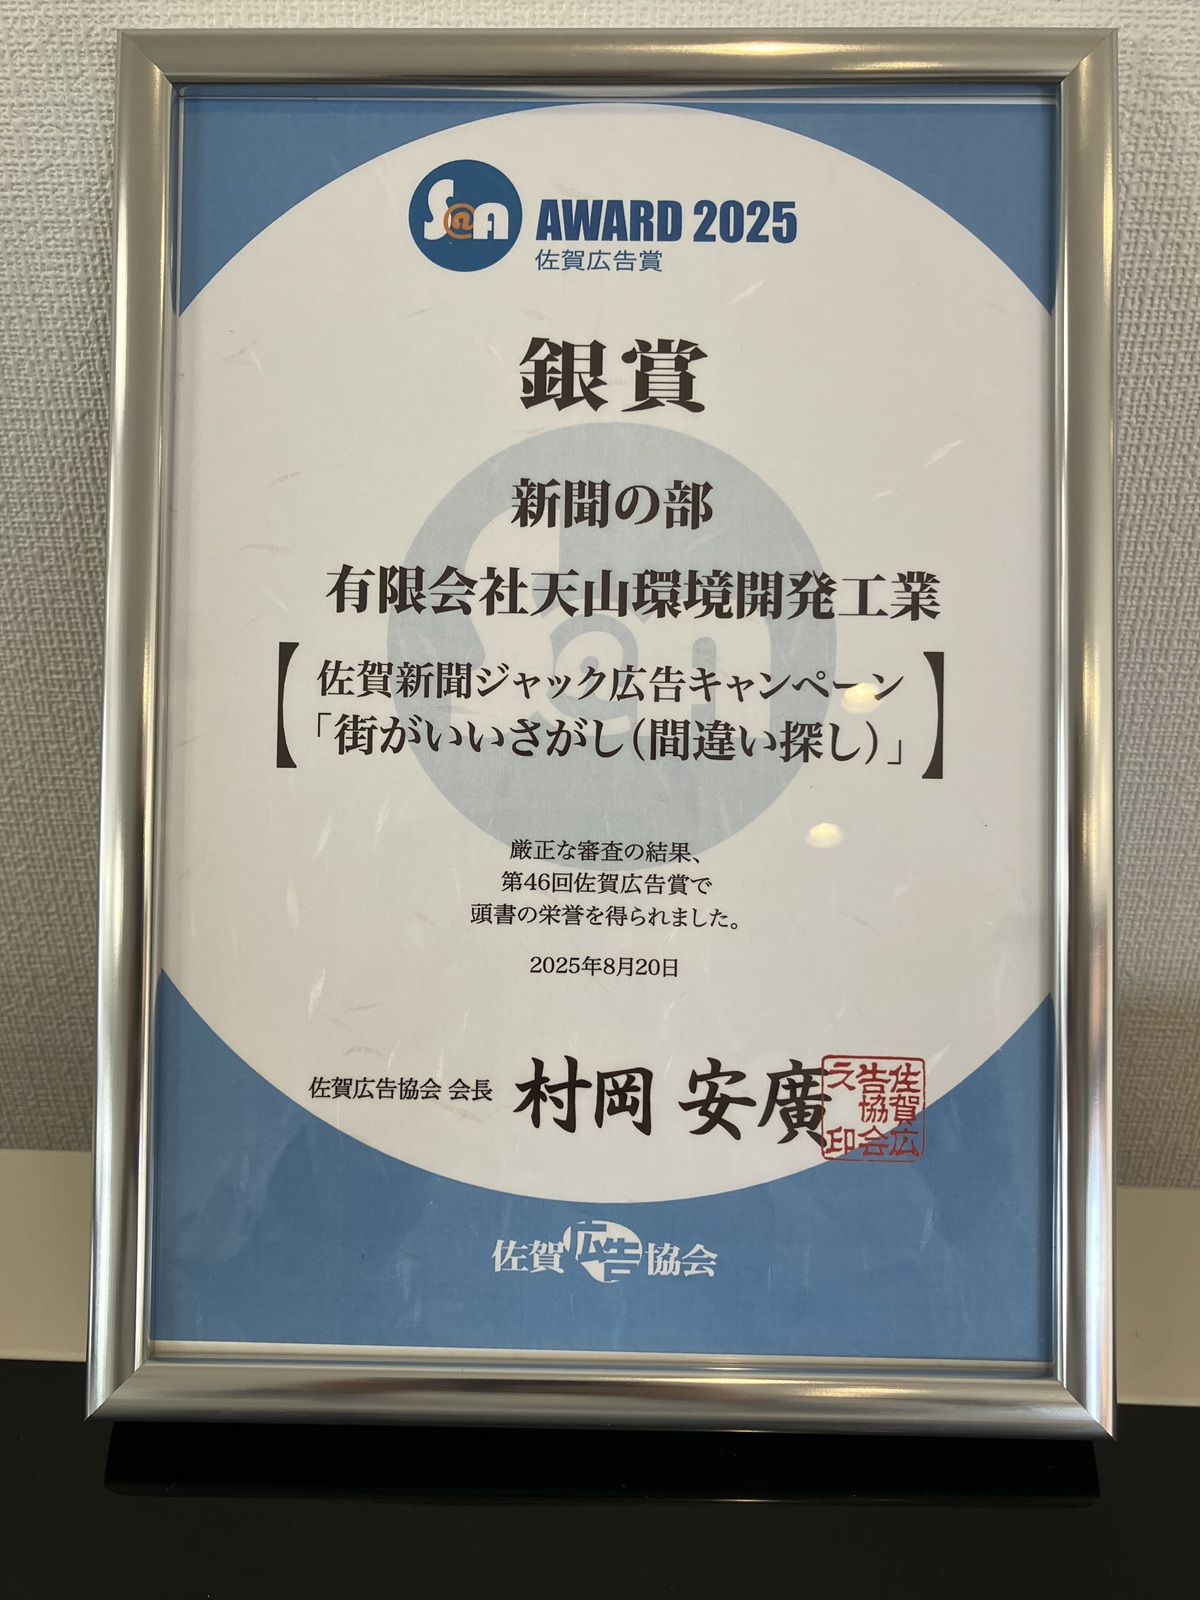 S@A AWARD 2025
佐賀広告賞
銀賞
新聞の部
有限会社天山環境開発工業
【佐賀新聞ジャック広告キャンペーン
「街がいいさがし(間違い探し)」】
厳正な審査の結果、
第46回佐賀広告賞で
頭書の栄誉を得られました。
2025年8月20日
佐賀広告協会 会長 村岡 安廣
佐賀広告協会之印
佐賀広告協会